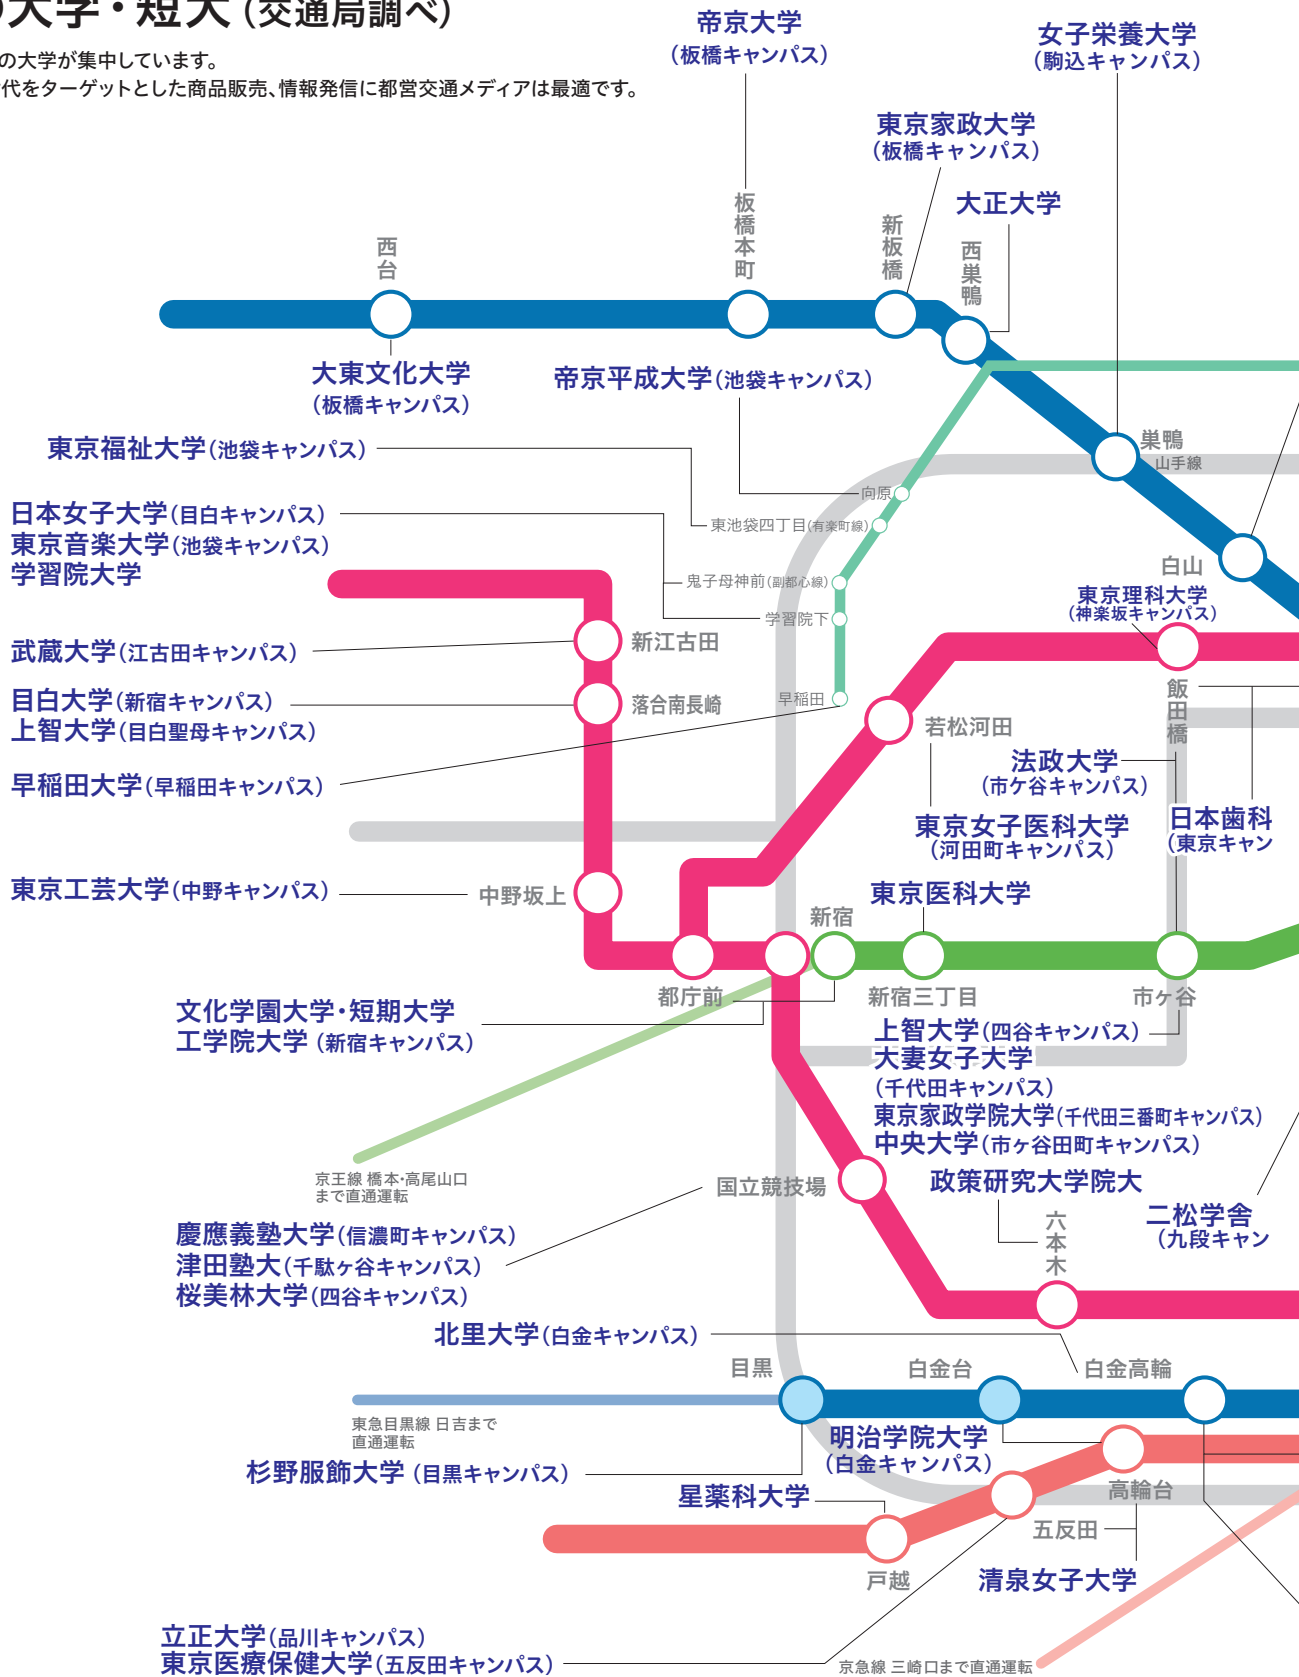 の大学・短大(交通局調べ)
の大学が集中しています。
代をターゲットとした商品販売、情報発信に都営交通メディアは最適です。
帝京大学
(板橋キャンパス)
女子栄養大学
(駒込キャンパス)
東京家政大学
(板橋キャンパス)
大正大学
西台
板橋本町
新板橋
西巣鴨
大東文化大学
(板橋キャンパス)
帝京平成大学(池袋キャンパス)
東京福祉大学(池袋キャンパス)
巣鴨
山手線
向原
東池袋四丁目(有楽町線)
日本女子大学(目白キャンパス)
東京音楽大学(池袋キャンパス)
学習院大学
鬼子母神前(副都心線)
学習院下
白山
東京理科大学
(神楽坂キャンパス)
武蔵大学(江古田キャンパス)
新江古田
目白大学(新宿キャンパス)
上智大学(目白聖母キャンパス)
落合南長崎
早稲田
若松河田
飯田橋
早稲田大学(早稲田キャンパス)
法政大学
(市ケ谷キャンパス)
東京女子医科大学
(河田町キャンパス)
日本歯科
(東京キャン
東京工芸大学(中野キャンパス)
中野坂上
東京医科大学
新宿
都庁前
新宿三丁目
市ヶ谷
文化学園大学・短期大学
工学院大学 (新宿キャンパス)
上智大学(四谷キャンパス)
大妻女子大学
(千代田キャンパス)
東京家政学院大学(千代田三番町キャンパス)
中央大学(市ヶ谷田町キャンパス)
京王線 橋本・高尾山口
まで直通運転
国立競技場
政策研究大学院大
六本木
二松学舎
(九段キャン
慶應義塾大学(信濃町キャンパス)
津田塾大(千駄ヶ谷キャンパス)
桜美林大学(四谷キャンパス)
北里大学(白金キャンパス)
目黒
白金台
白金高輪
東急目黒線 日吉まで
直通運転
明治学院大学
(白金キャンパス)
杉野服飾大学 (目黒キャンパス)
星薬科大学
高輪台
五反田
戸越
清泉女子大学
立正大学(品川キャンパス)
東京医療保健大学(五反田キャンパス)
京急線 三崎口まで直通運転